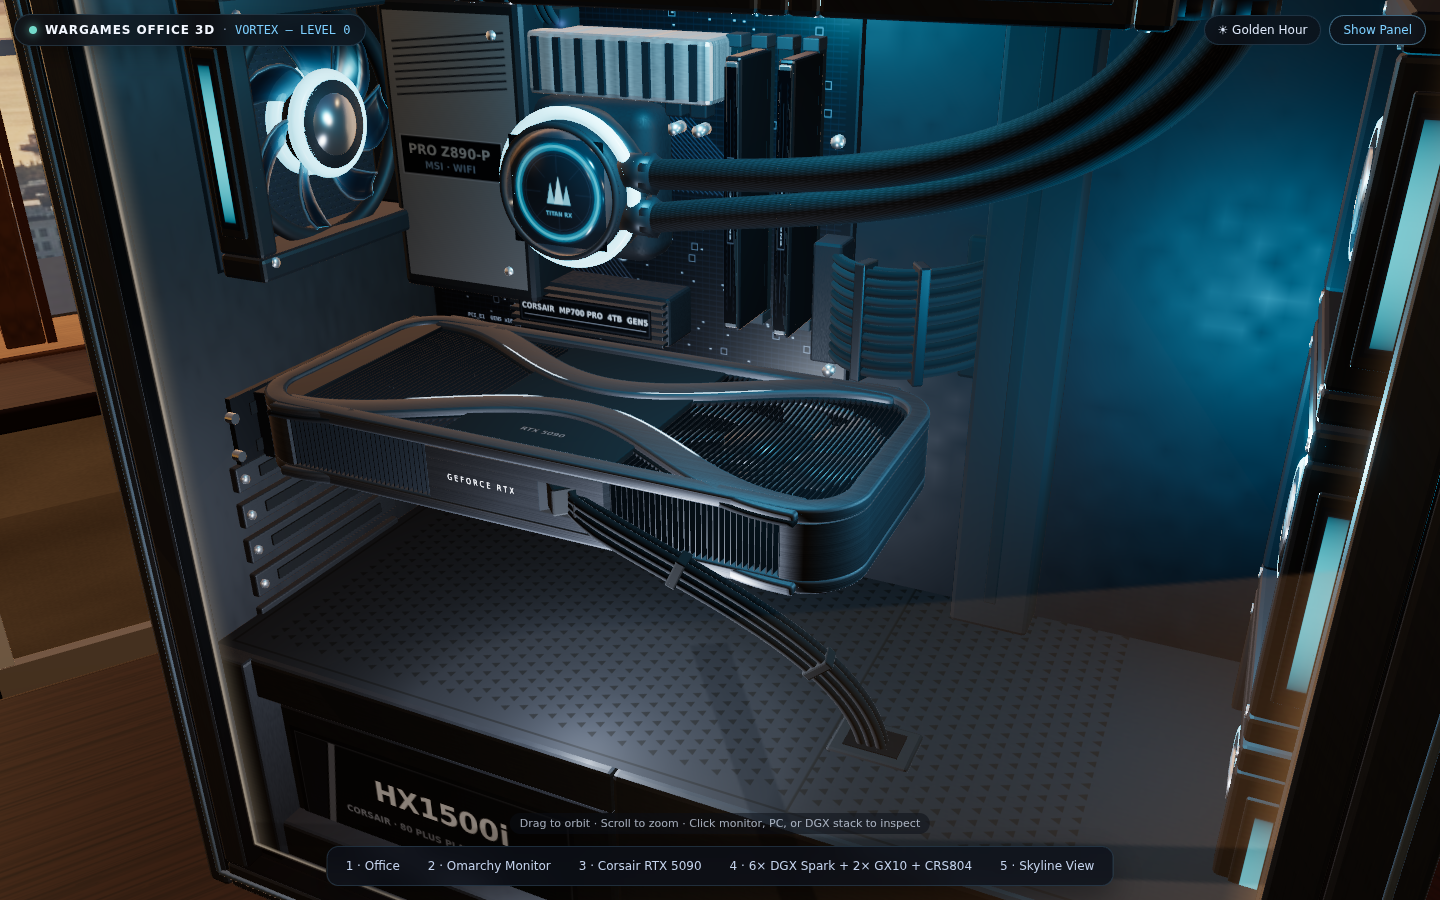 WARGAMES OFFICE 3D · VORTEX — LEVEL 0
☀ Golden Hour
Show Panel
PRO Z890-P
MSI · WIFI
TITAN RX
CORSAIR MP700 PRO 4TB GEN5
RTX 5090
GEFORCE RTX
HX1500i
CORSAIR · 80 PLUS
Drag to orbit · Scroll to zoom · Click monitor, PC, or DGX stack to inspect
1 · Office
2 · Omarchy Monitor
3 · Corsair RTX 5090
4 · 6× DGX Spark + 2× GX10 + CRS804
5 · Skyline View